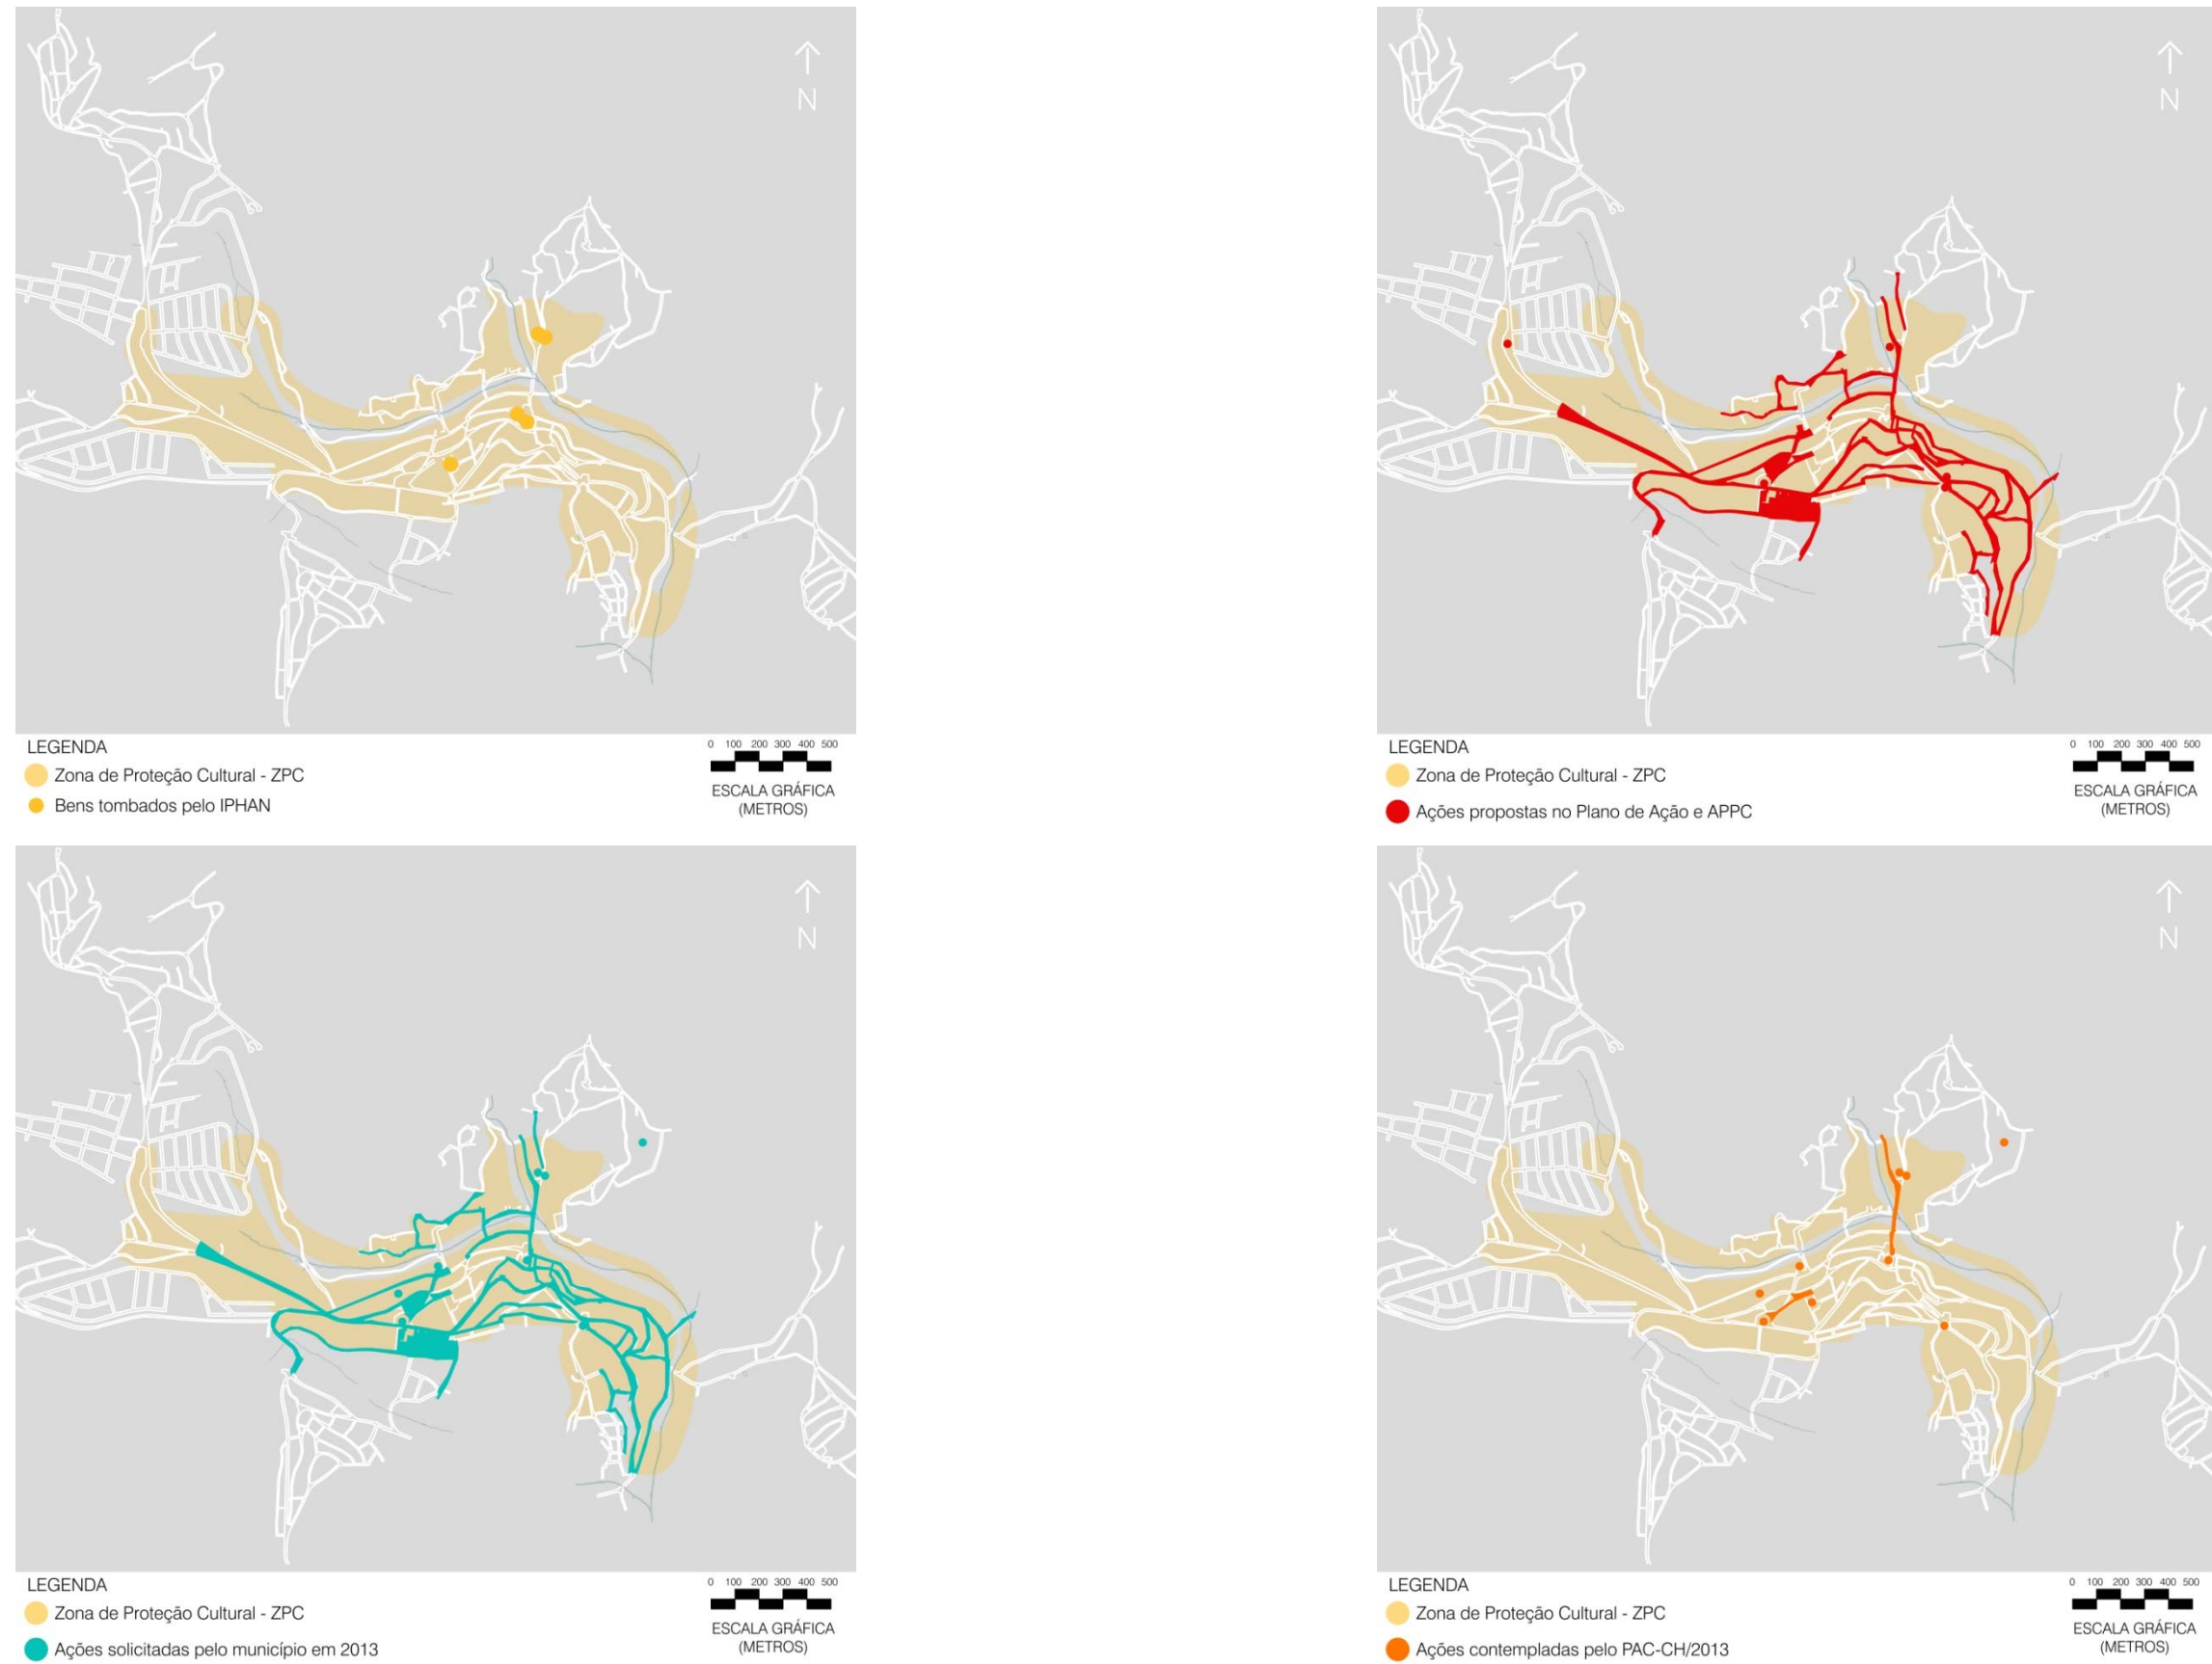 N
LEGENDA
Zona de Proteção Cultural - ZPC
Bens tombados pelo IPHAN
0 100 200 300 400 500
ESCALA GRÁFICA
(METROS)
N
LEGENDA
Zona de Proteção Cultural - ZPC
Ações propostas no Plano de Ação e APPC
0 100 200 300 400 500
ESCALA GRÁFICA
(METROS)
N
LEGENDA
Zona de Proteção Cultural - ZPC
Ações solicitadas pelo município em 2013
0 100 200 300 400 500
ESCALA GRÁFICA
(METROS)
N
LEGENDA
Zona de Proteção Cultural - ZPC
Ações contempladas pelo PAC-CH/2013
0 100 200 300 400 500
ESCALA GRÁFICA
(METROS)